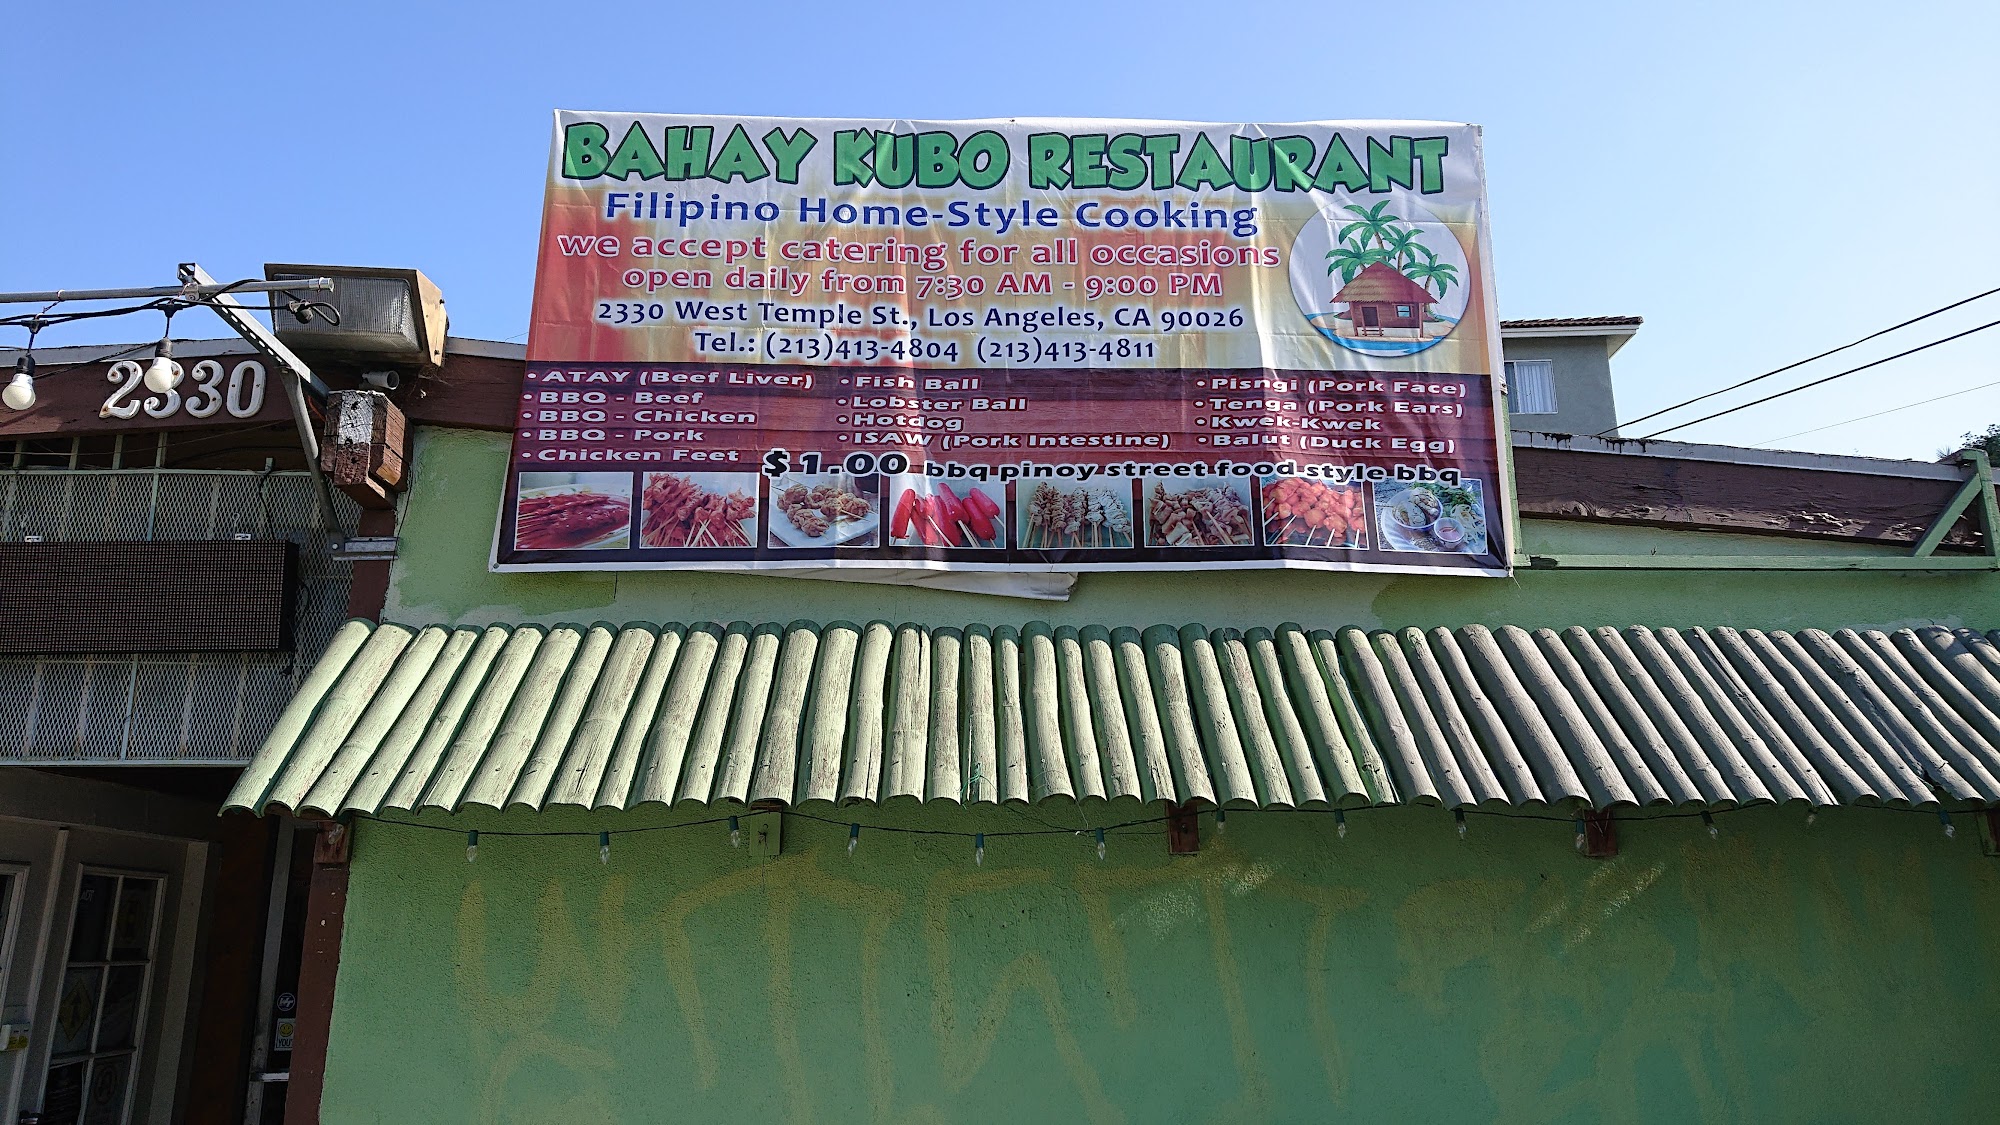 BAHAY KUBO RESTAURANT
Filipino Home-Style Cooking
we accept catering for all occasions
open daily from 7:30 AM - 9:00 PM
2330 West Temple St., Los Angeles, CA 90026
Tel.: (213)413-4804 (213)413-4811
• ATAY (Beef Liver)
• BBQ - Beef
• BBQ - Chicken
• BBQ - Pork
• Chicken Feet
• Fish Ball
• Lobster Ball
• Hotdog
• ISAW (Pork Intestine)
• Pisngi (Pork Face)
• Tenga (Pork Ears)
• Kwek-Kwek
• Balut (Duck Egg)
$1.00 bbq pinoy street food style bbq
2330